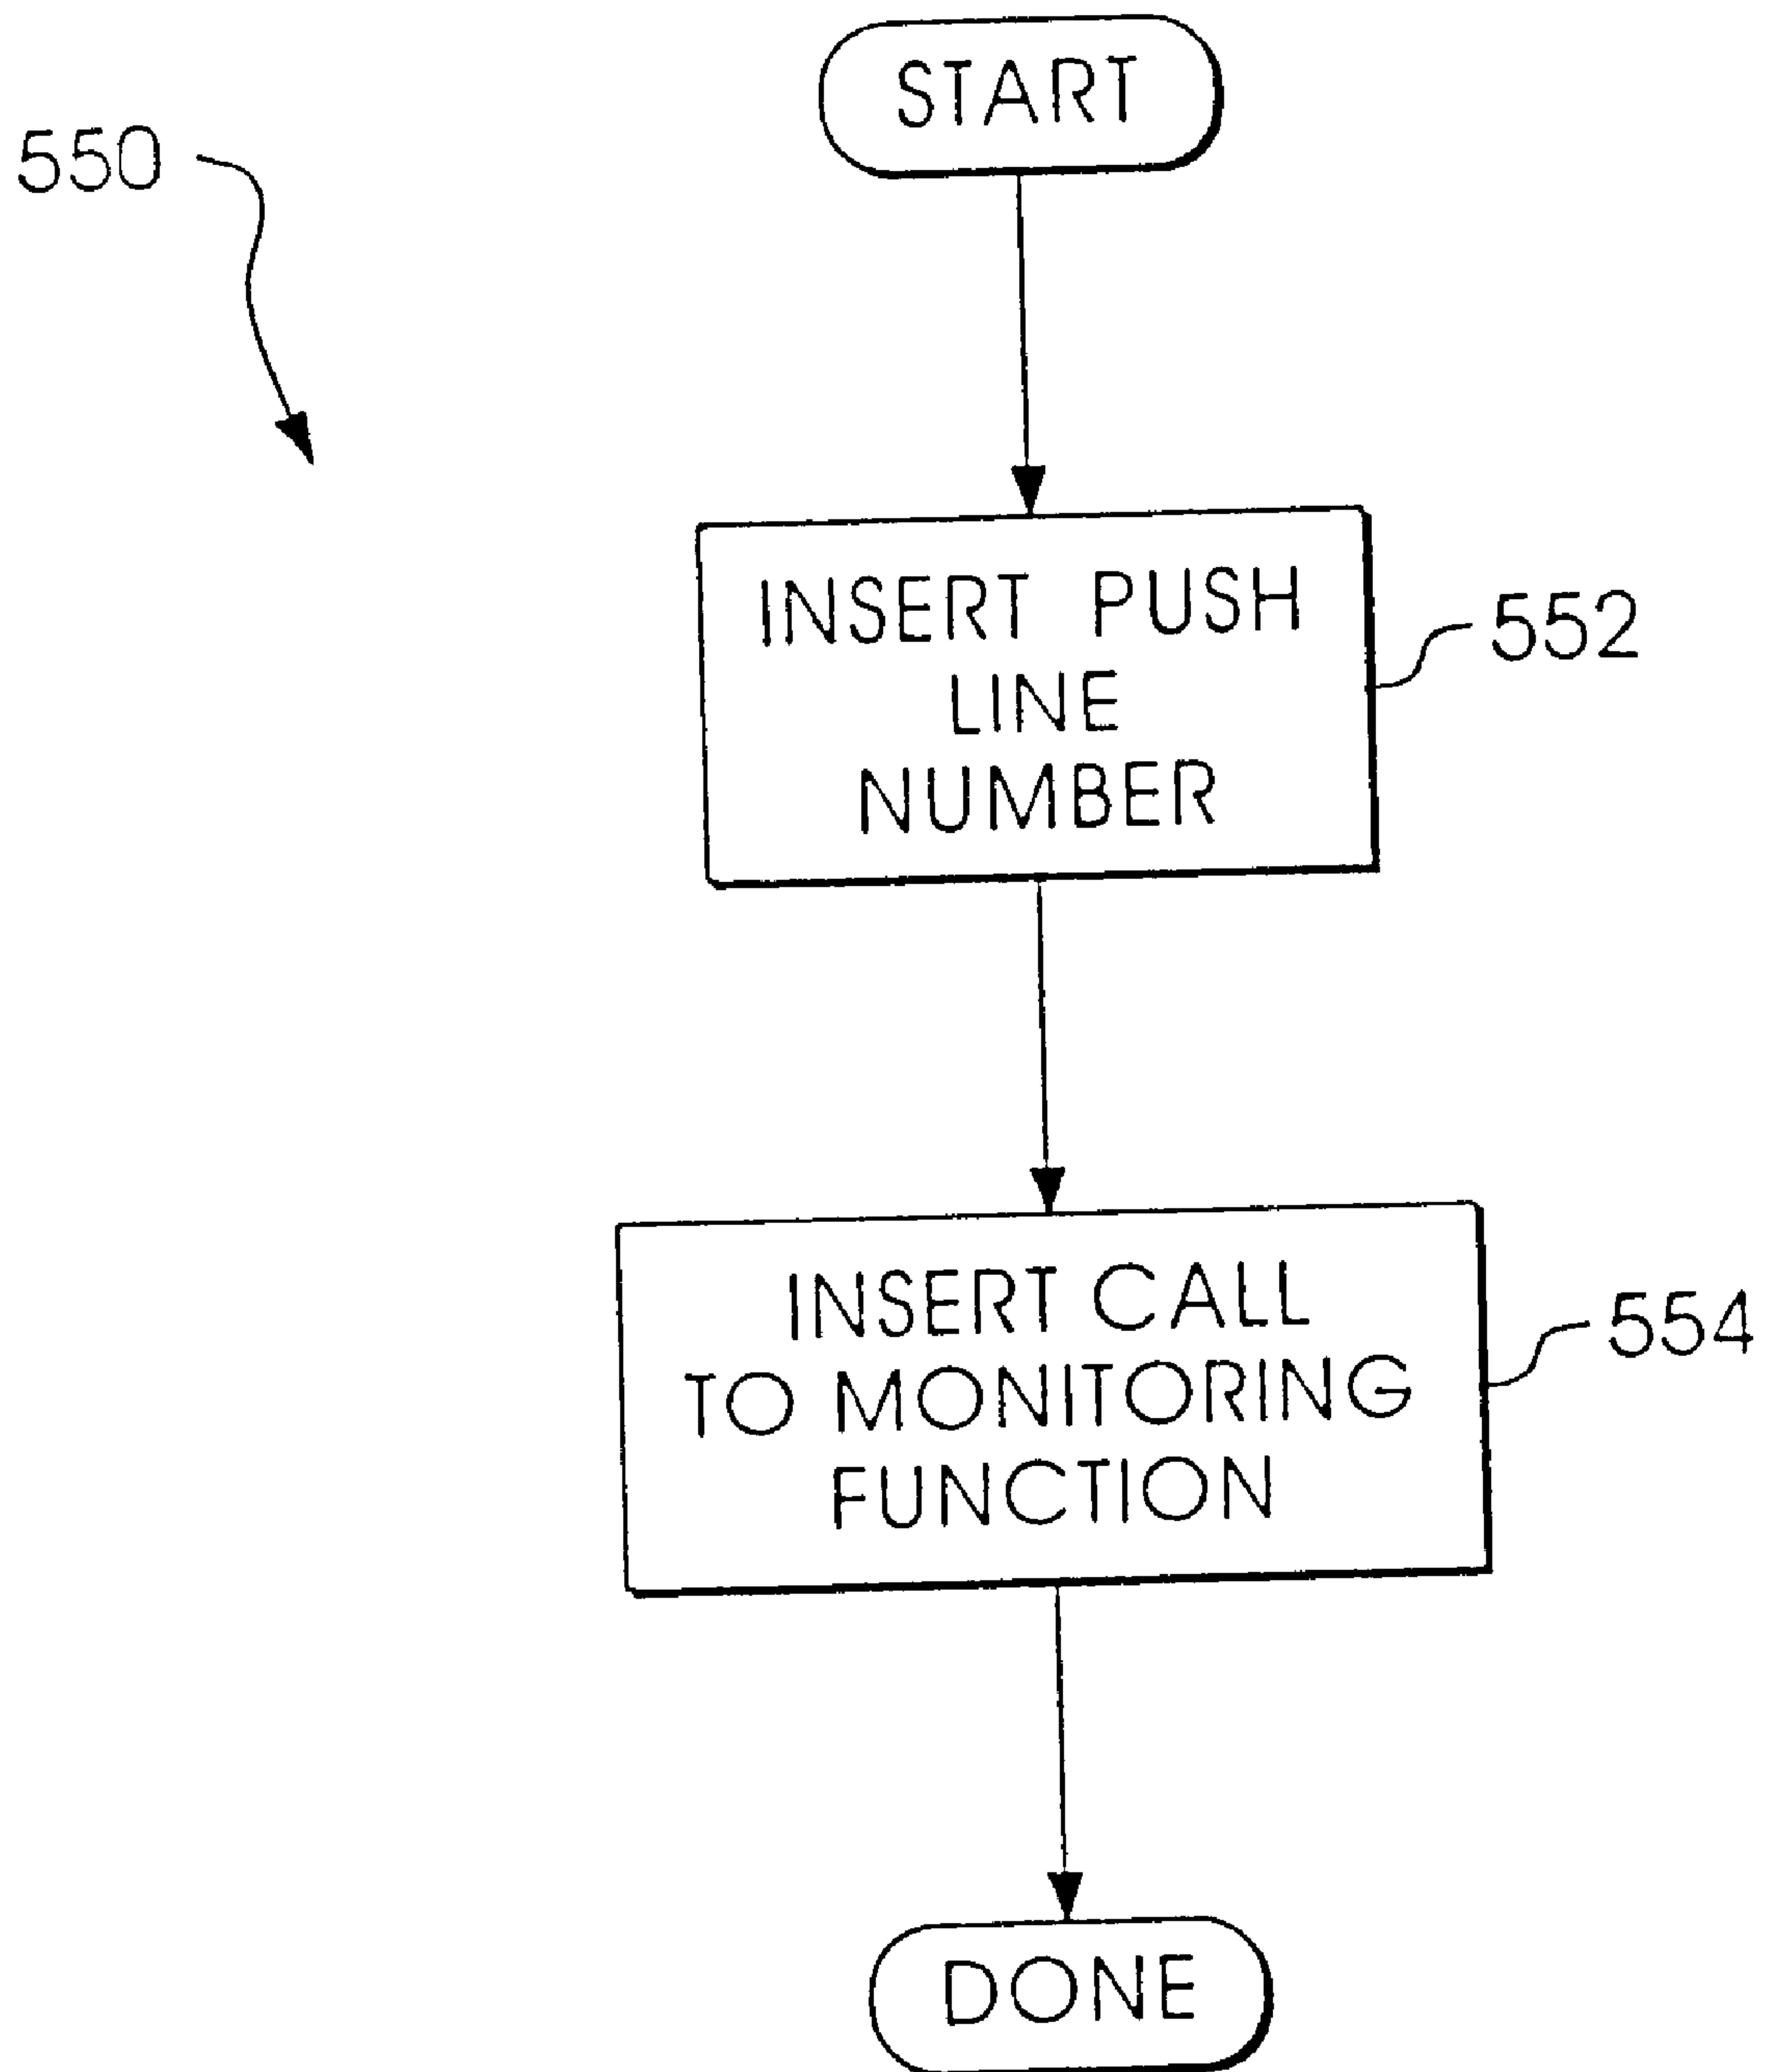 START
550
INSERT PUSH
LINE
NUMBER
552
INSERT CALL
TO MONITORING
FUNCTION
554
DONE